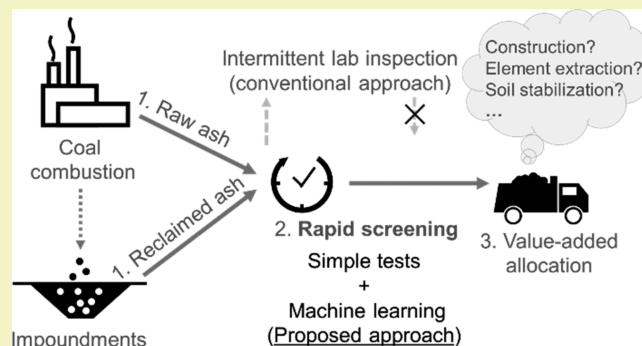 Coal
combustion
1. Raw ash
1. Reclaimed ash
Impoundments
Intermittent lab inspection
(conventional approach)
2. Rapid screening
Simple tests
+
Machine learning
(Proposed approach)
Construction?
Element extraction?
Soil stabilization?
...
3. Value-added
allocation